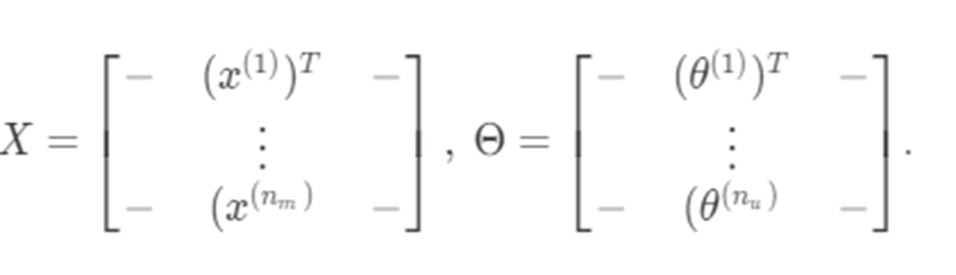 X = [ – (x^{(1)})^T – ⋮ – (x^{(n_m)} – ] , Θ = [ – (θ^{(1)})^T – ⋮ – (θ^{(n_u)} – ] .